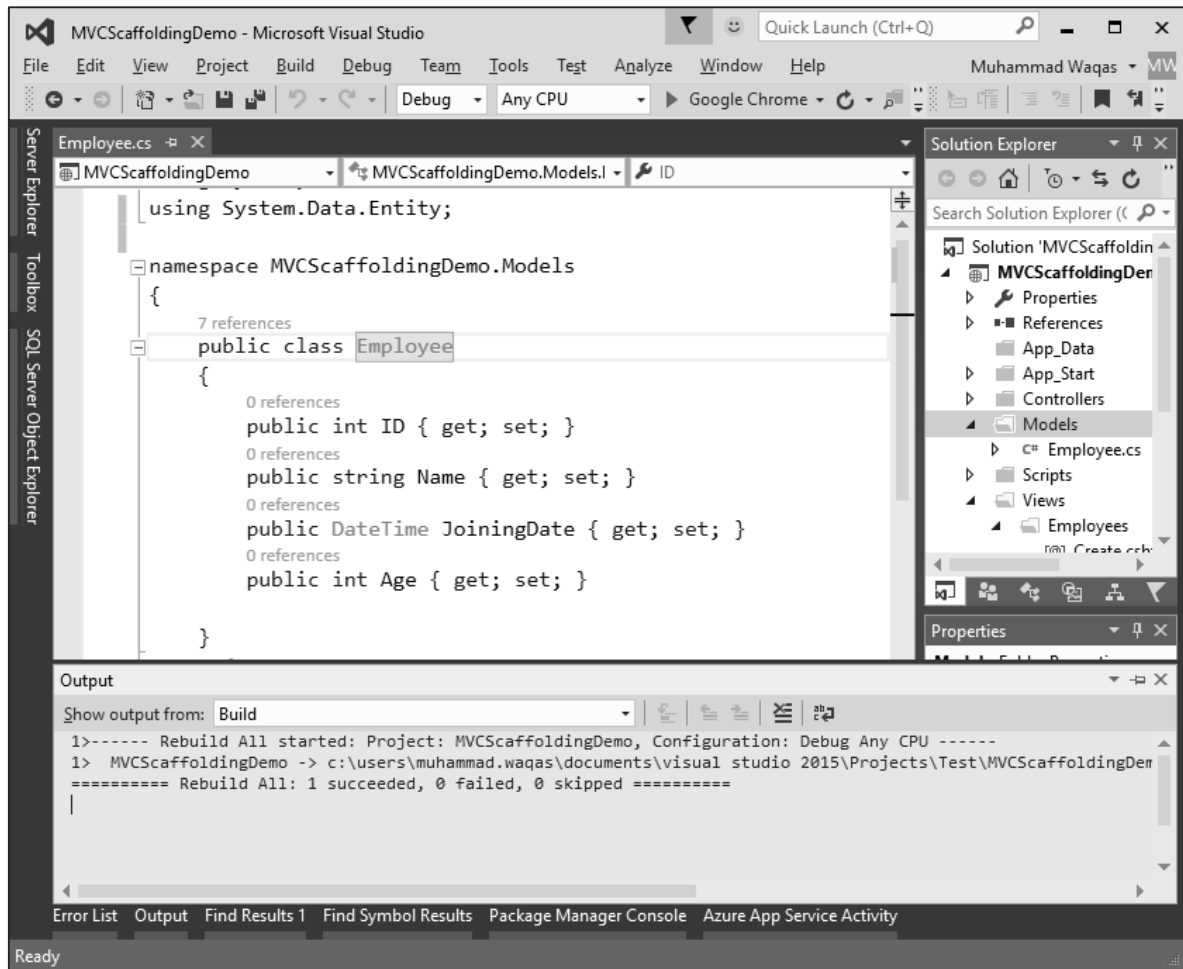 MVCScaffoldingDemo - Microsoft Visual Studio
Quick Launch (Ctrl+Q)
File Edit View Project Build Debug Team Tools Test Analyze Window Help
Muhammad Waqas MW
Debug Any CPU Google Chrome
Server Explorer
Toolbox
SQL Server Object Explorer
Employee.cs
MVCScaffoldingDemo MVCScaffoldingDemo.Models.I ID
using System.Data.Entity;
namespace MVCScaffoldingDemo.Models
{
7 references
public class Employee
{
0 references
public int ID { get; set; }
0 references
public string Name { get; set; }
0 references
public DateTime JoiningDate { get; set; }
0 references
public int Age { get; set; }
}
Solution Explorer
Search Solution Explorer ((
Solution 'MVCScaffoldin
MVCScaffoldingDen
Properties
References
App_Data
App_Start
Controllers
Models
C# Employee.cs
Scripts
Views
Employees
Properties
Output
Show output from: Build
1>------ Rebuild All started: Project: MVCScaffoldingDemo, Configuration: Debug Any CPU ------
1> MVCScaffoldingDemo -> c:\users\muhammad.waqas\documents\visual studio 2015\Projects\Test\MVCScaffoldingDem
========== Rebuild All: 1 succeeded, 0 failed, 0 skipped ==========
Error List Output Find Results 1 Find Symbol Results Package Manager Console Azure App Service Activity
Ready